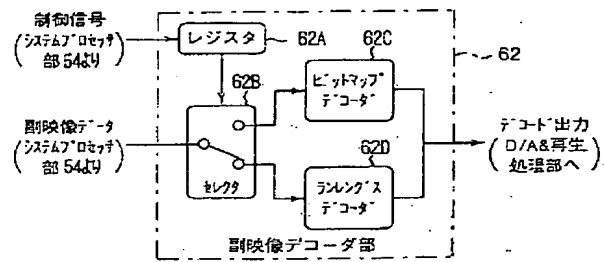 制御信号
(システムプロセッサ
部54より)
レジスタ
62A
62B
62C
62
ビットマップ
デコーダ
副映像データ
(システムプロセッサ
部54より)
セレクタ
62D
ランレングス
デコーダ
デコード出力
(D/A&再生
処理部へ)
副映像デコーダ部